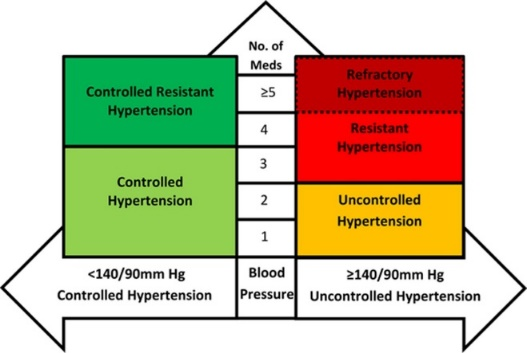 No. of
Meds
Controlled Resistant
Hypertension
≥5
Refractory
Hypertension
4
Resistant
Hypertension
3
Controlled
Hypertension
2
Uncontrolled
Hypertension
1
<140/90mm Hg
Controlled Hypertension
Blood
Pressure
≥140/90mm Hg
Uncontrolled Hypertension